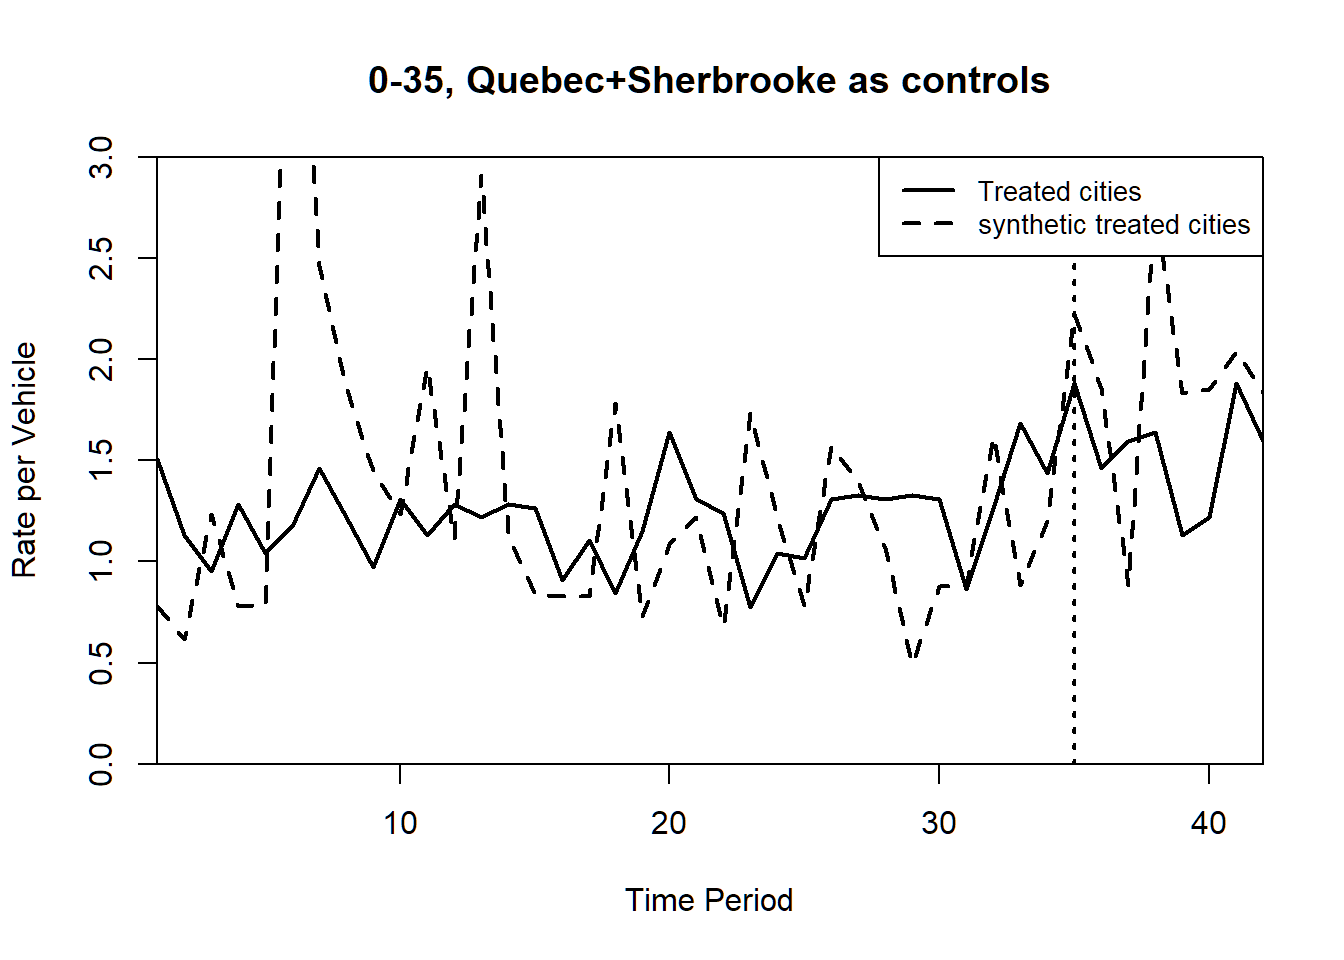 0-35, Quebec+Sherbrooke as controls
Treated cities
synthetic treated cities
Rate per Vehicle
3.0
2.5
2.0
1.5
1.0
0.5
0.0
10 20 30 40
Time Period